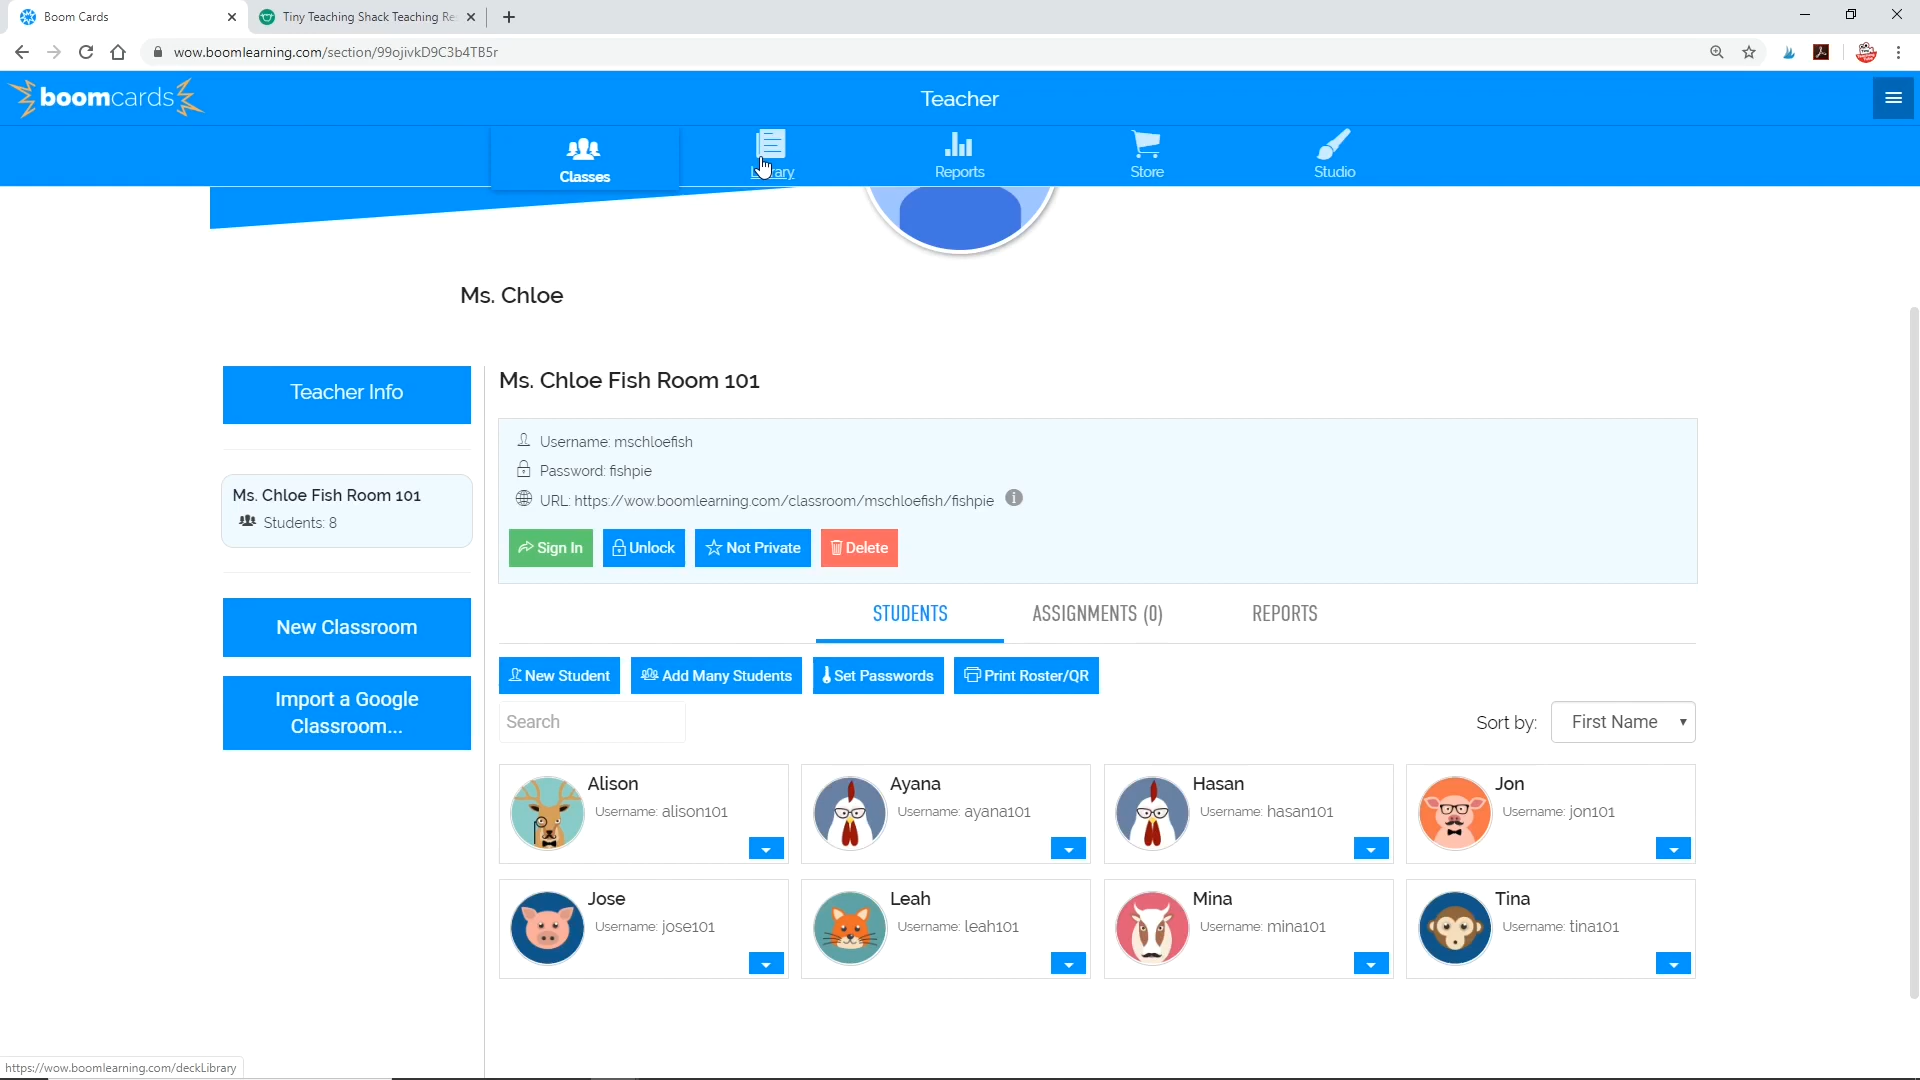 Boom Cards
Tiny Teaching Shack Teaching Re
wow.boomlearning.com/section/99ojivkD9C3b4TB5r
boomcards
Teacher
Classes
Library
Reports
Store
Studio
Ms. Chloe
Teacher Info
Ms. Chloe Fish Room 101
Students: 8
New Classroom
Import a Google
Classroom...
Ms. Chloe Fish Room 101
Username: mschloefish
Password: fishpie
URL: https://wow.boomlearning.com/classroom/mschloefish/fishpie
Sign In
Unlock
Not Private
Delete
STUDENTS
ASSIGNMENTS (0)
REPORTS
New Student
Add Many Students
Set Passwords
Print Roster/QR
Search
Sort by:
First Name
Alison
Username: alison101
Ayana
Username: ayana101
Hasan
Username: hasan101
Jon
Username: jon101
Jose
Username: jose101
Leah
Username: leah101
Mina
Username: mina101
Tina
Username: tina101
https://wow.boomlearning.com/deckLibrary